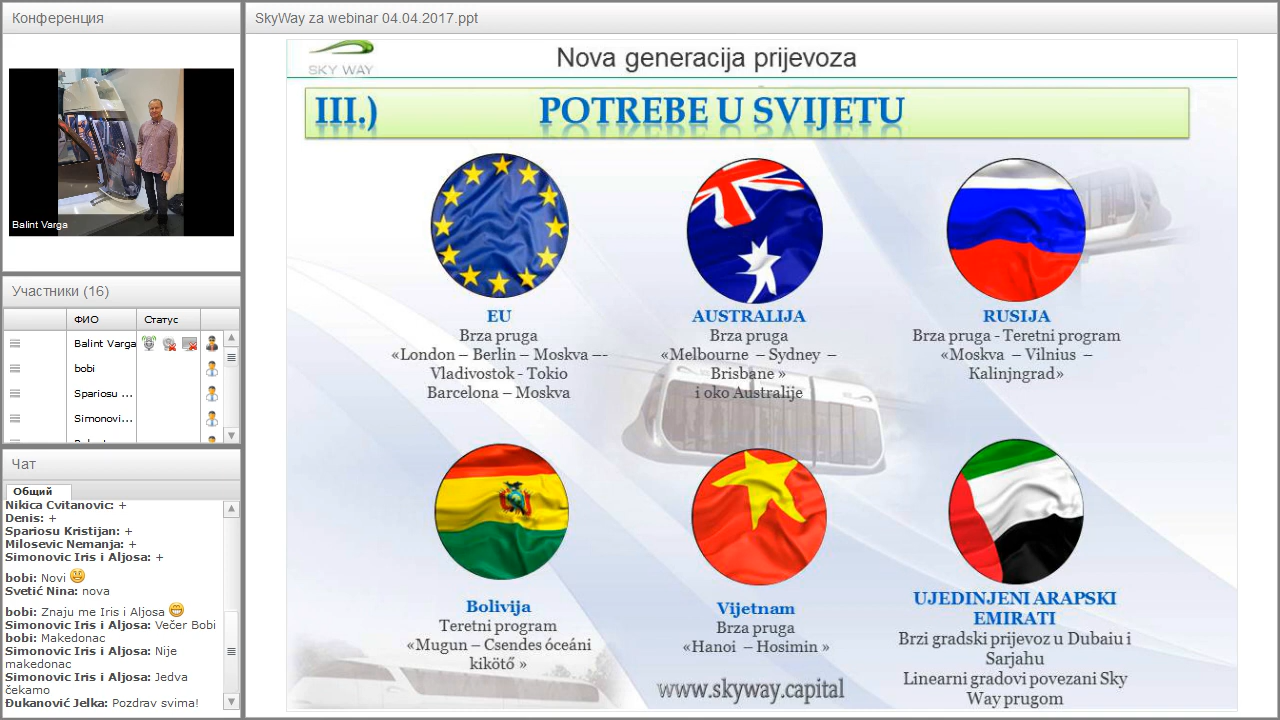 Конференция
Balint Varga
Участники (16)
ФИО
Статус
Balint Varga
bobi
Spariosu ...
Simonovi...
Чат
Общий
Nikica Cvitanovic: +
Denis: +
Spariosu Kristijan: +
Milosevic Nemanja: +
Simonovic Iris i Aljosa: +
bobi: Novi
Svetić Nina: nova
bobi: Znaju me Iris i Aljosa
Simonovic Iris i Aljosa: Večer Bobi
bobi: Makedonac
Simonovic Iris i Aljosa: Nije
makedonac
Simonovic Iris i Aljosa: Jedva
čekamo
Đukanović Jelka: Pozdrav svima!
SkyWay za webinar 04.04.2017.ppt
SKY WAY
Nova generacija prijevoza
III.) POTREBE U SVIJETU
EU
Brza pruga
«London – Berlin – Moskva –-
Vladivostok - Tokio
Barcelona – Moskva
AUSTRALIJA
Brza pruga
«Melbourne – Sydney –
Brisbane »
i oko Australije
RUSIJA
Brza pruga - Teretni program
«Moskva – Vilnius –
Kalinjngrad»
Bolivija
Teretni program
«Mugun – Csendes óceáni
kikötő »
Vijetnam
Brza pruga
«Hanoi – Hosimin »
UJEDINJENI ARAPSKI
EMIRATI
Brzi gradski prijevoz u Dubaiu i
Sarjahu
Linearni gradovi povezani Sky
Way prugom
www.skyway.capital